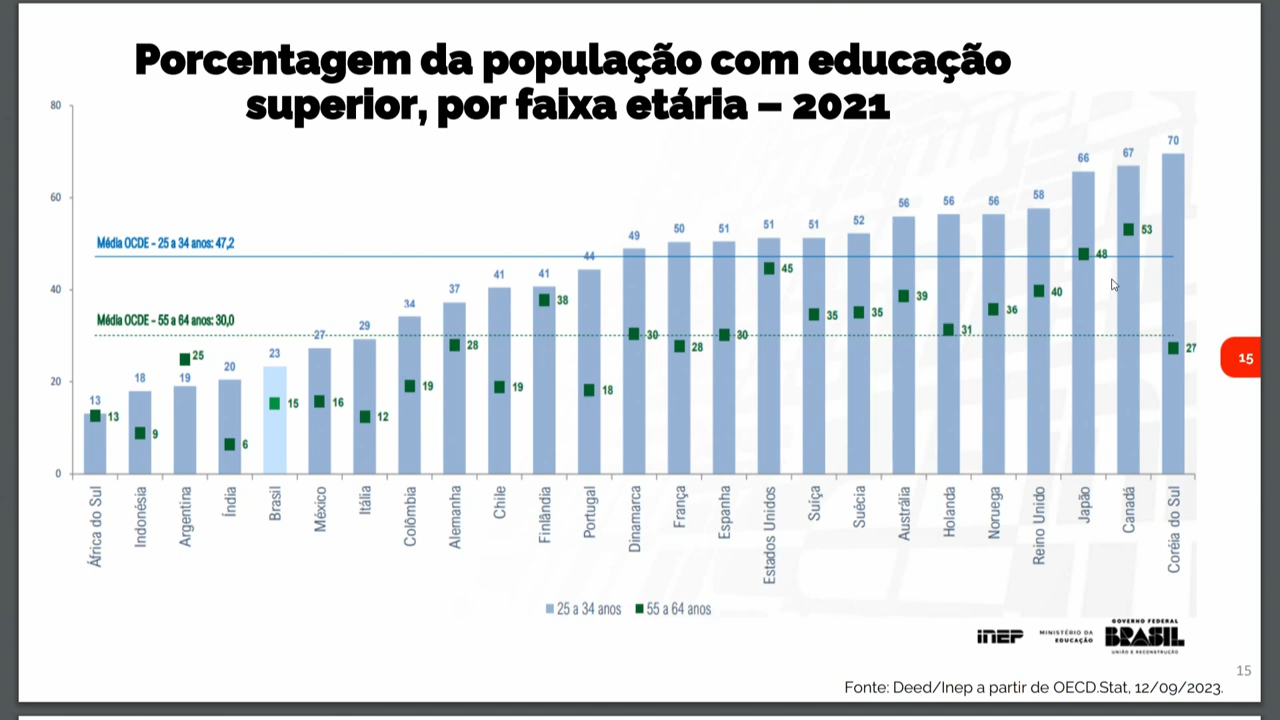 Porcentagem da população com educação
superior, por faixa etária – 2021
80
60
40
20
0
Média OCDE - 25 a 34 anos: 47,2
Média OCDE - 55 a 64 anos: 30,0
13 18 19 20 23 27 29 34 37 41 41 44 49 50 51 51 51 52 56 56 56 58 66 67 70
13 9 25 6 15 16 12 19 28 19 38 18 30 28 30 45 35 35 39 31 36 40 48 53 27
África do Sul
Indonésia
Argentina
Índia
Brasil
México
Itália
Colômbia
Alemanha
Chile
Finlândia
Portugal
Dinamarca
França
Espanha
Estados Unidos
Suíça
Suécia
Austrália
Holanda
Noruega
Reino Unido
Japão
Canadá
Coréia do Sul
25 a 34 anos 55 a 64 anos
15
inep
MINISTÉRIO DA
EDUCAÇÃO
GOVERNO FEDERAL
BRASIL
UNIÃO E RECONSTRUÇÃO
15
Fonte: Deed/Inep a partir de OECD.Stat, 12/09/2023.